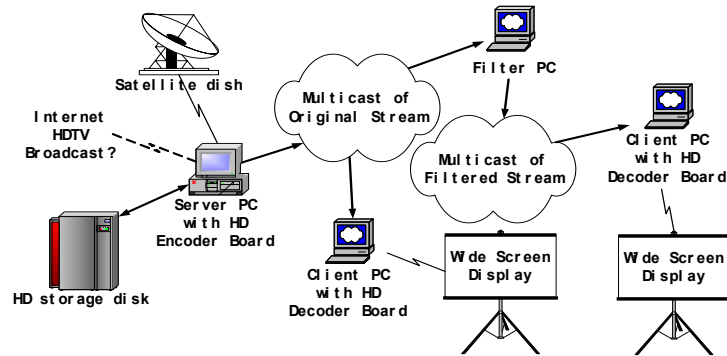 Satellite dish
Internet
HDTV
Broadcast?
Server PC
with HD
Encoder Board
HD storage disk
Multicast of
Original Stream
Filter PC
Multicast of
Filtered Stream
Client PC
with HD
Decoder Board
Wide Screen
Display
Client PC
with HD
Decoder Board
Wide Screen
Display